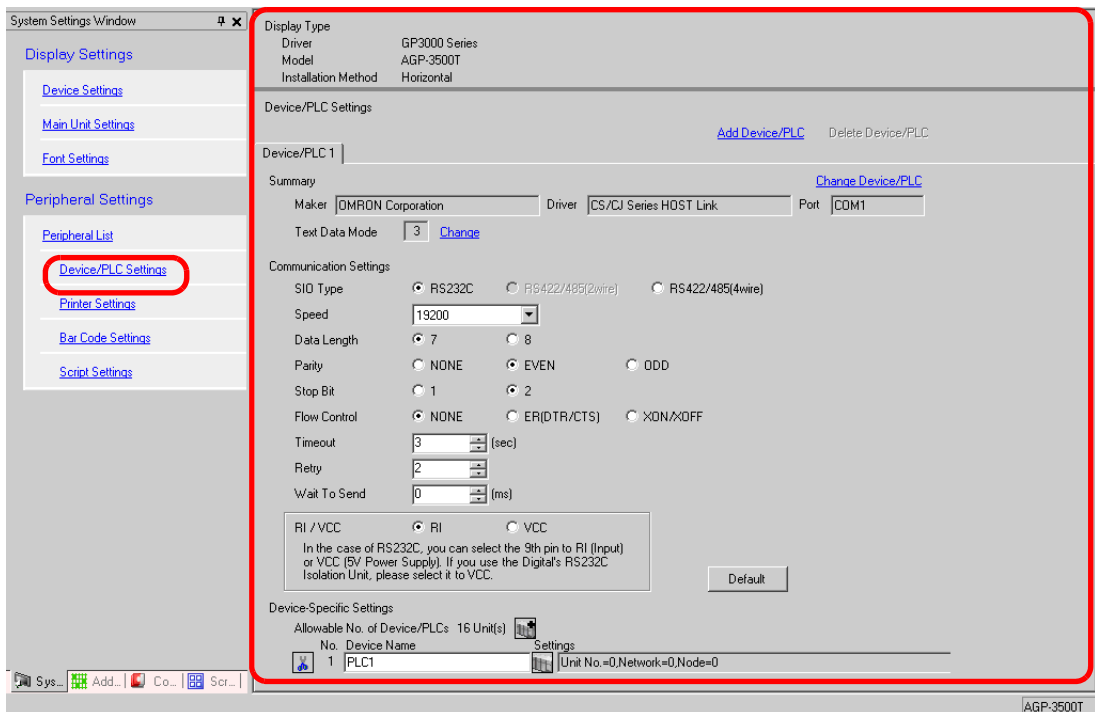 System Settings Window
Display Settings
Device Settings
Main Unit Settings
Font Settings
Peripheral Settings
Peripheral List
Device/PLC Settings
Printer Settings
Bar Code Settings
Script Settings
Sys... Add... Co... Scr...
Display Type
Driver GP3000 Series
Model AGP-3500T
Installation Method Horizontal
Device/PLC Settings
Add Device/PLC Delete Device/PLC
Device/PLC 1
Summary Change Device/PLC
Maker OMRON Corporation Driver CS/CJ Series HOST Link Port COM1
Text Data Mode 3 Change
Communication Settings
SIO Type RS232C RS422/485(2wire) RS422/485(4wire)
Speed 19200
Data Length 7 8
Parity NONE EVEN ODD
Stop Bit 1 2
Flow Control NONE ER(DTR/CTS) XON/XOFF
Timeout 3 (sec)
Retry 2
Wait To Send 0 (ms)
RI / VCC RI VCC
In the case of RS232C, you can select the 9th pin to RI (Input)
or VCC (5V Power Supply). If you use the Digital's RS232C
Isolation Unit, please select it to VCC.
Default
Device-Specific Settings
Allowable No. of Device/PLCs 16 Unit(s)
No. Device Name Settings
1 PLC1 Unit No.=0,Network=0,Node=0
AGP-3500T